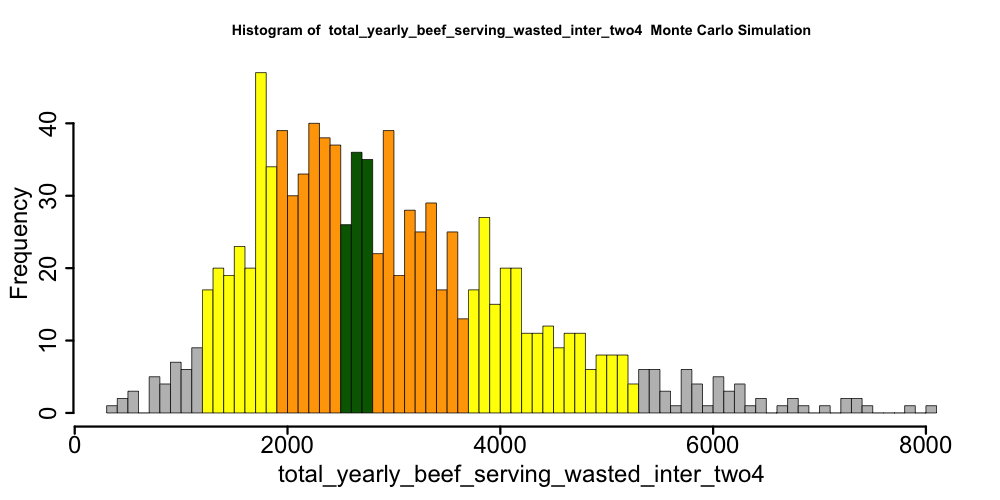 Histogram of  total_yearly_beef_serving_wasted_inter_two4  Monte Carlo Simulation
Frequency
40
30
20
10
0
0 2000 4000 6000 8000
total_yearly_beef_serving_wasted_inter_two4